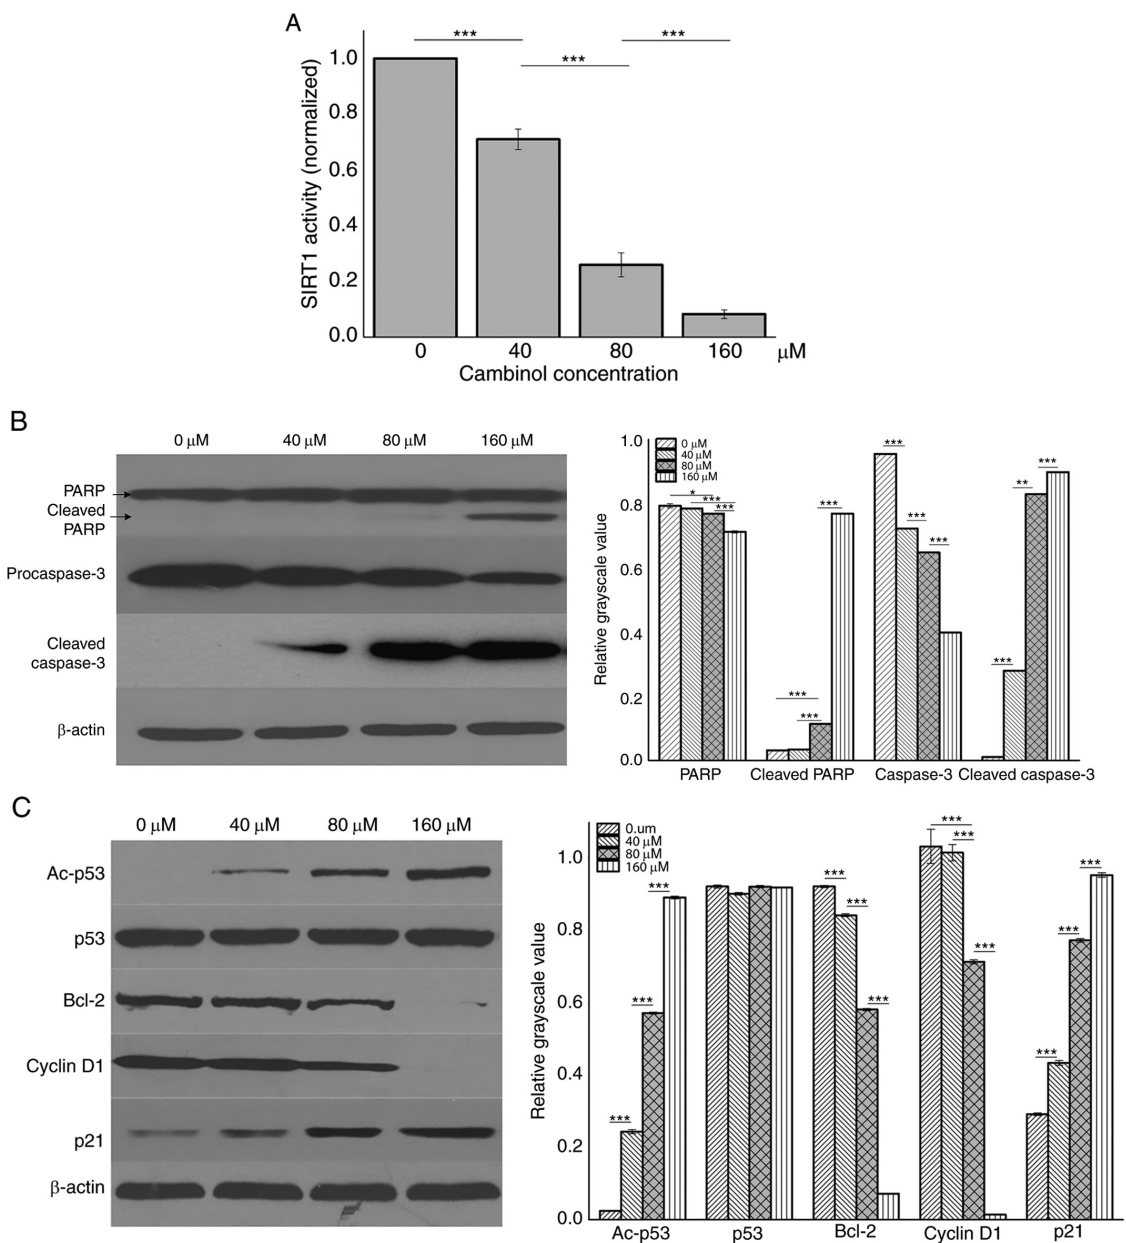 A
***
***
***
1.0
0.8
0.6
0.4
0.2
0.0
SIRT1 activity (normalized)
0 40 80 160 μM
Cambinol concentration
B
0 μM 40 μM 80 μM 160 μM
PARP
Cleaved
PARP
Procaspase-3
Cleaved
caspase-3
β-actin
1.0
0.8
0.6
0.4
0.2
0.0
Relative grayscale value
0 μM
40 μM
80 μM
160 μM
*
***
***
***
***
***
***
***
***
***
**
***
PARP Cleaved PARP Caspase-3 Cleaved caspase-3
C
0 μM 40 μM 80 μM 160 μM
Ac-p53
p53
Bcl-2
Cyclin D1
p21
β-actin
1.0
0.8
0.6
0.4
0.2
0.0
Relative grayscale value
0.um
40 μM
80 μM
160 μM
***
***
***
***
***
***
***
***
***
***
***
***
Ac-p53 p53 Bcl-2 Cyclin D1 p21